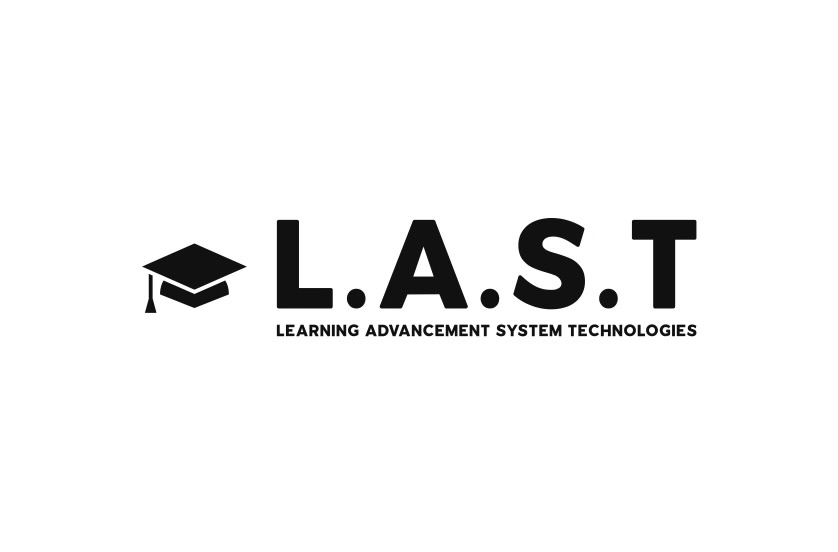 L.A.S.T
LEARNING ADVANCEMENT SYSTEM TECHNOLOGIES